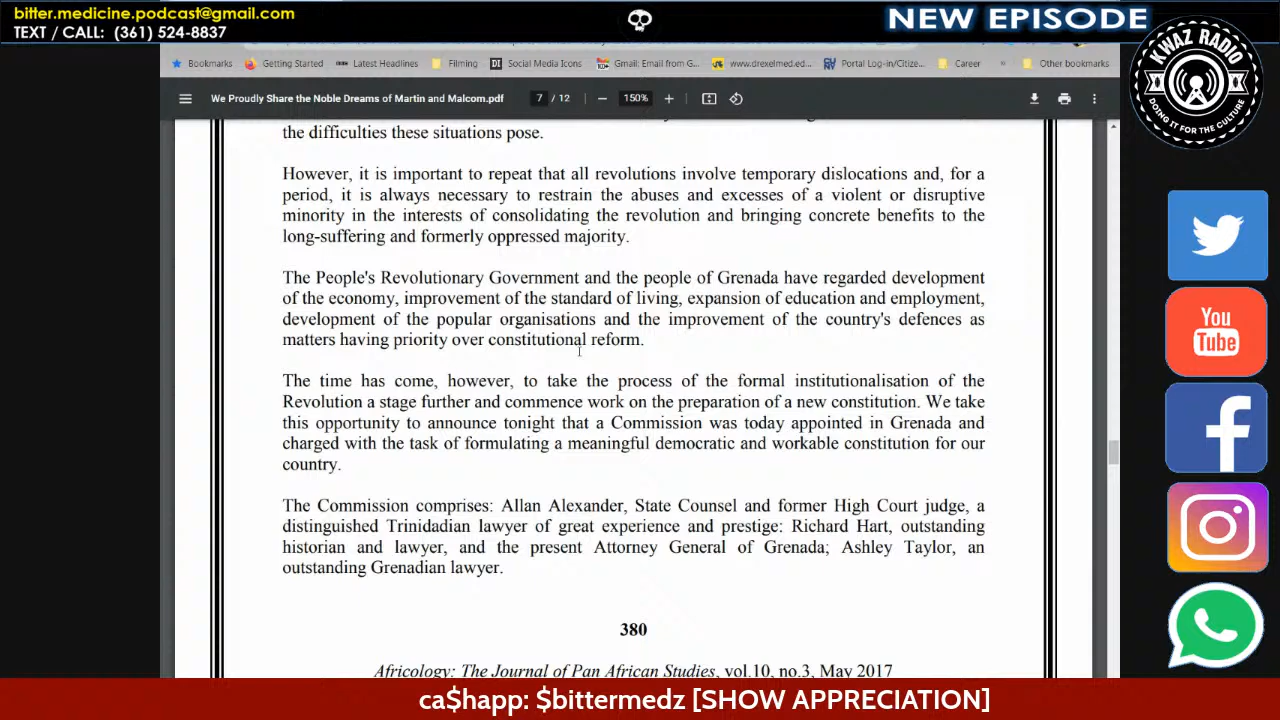 bitter.medicine.podcast@gmail.com
TEXT / CALL: (361) 524-8837
NEW EPISODE
KWAZ RADIO
DOING IT FOR THE CULTURE
Bookmarks Getting Started Latest Headlines Filming Social Media Icons Gmail: Email from G... www.drexelmed.ed... Portal Log-in/Citize... Career » Other bookmarks
We Proudly Share the Noble Dreams of Martin and Malcom.pdf 7 / 12 — 150% +
the difficulties these situations pose.
However, it is important to repeat that all revolutions involve temporary dislocations and, for a
period, it is always necessary to restrain the abuses and excesses of a violent or disruptive
minority in the interests of consolidating the revolution and bringing concrete benefits to the
long-suffering and formerly oppressed majority.
The People's Revolutionary Government and the people of Grenada have regarded development
of the economy, improvement of the standard of living, expansion of education and employment,
development of the popular organisations and the improvement of the country's defences as
matters having priority over constitutional reform.
The time has come, however, to take the process of the formal institutionalisation of the
Revolution a stage further and commence work on the preparation of a new constitution. We take
this opportunity to announce tonight that a Commission was today appointed in Grenada and
charged with the task of formulating a meaningful democratic and workable constitution for our
country.
The Commission comprises: Allan Alexander, State Counsel and former High Court judge, a
distinguished Trinidadian lawyer of great experience and prestige: Richard Hart, outstanding
historian and lawyer, and the present Attorney General of Grenada; Ashley Taylor, an
outstanding Grenadian lawyer.
380
Africology: The Journal of Pan African Studies, vol.10, no.3, May 2017
You
Tube
ca$happ: $bittermedz [SHOW APPRECIATION]